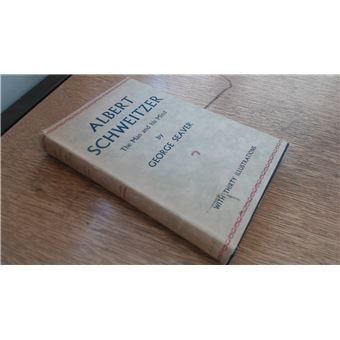 ALBERT
SCHWEITZER
The Man and his Mind
by
GEORGE SEAVER
WITH THIRTY ILLUSTRATIONS